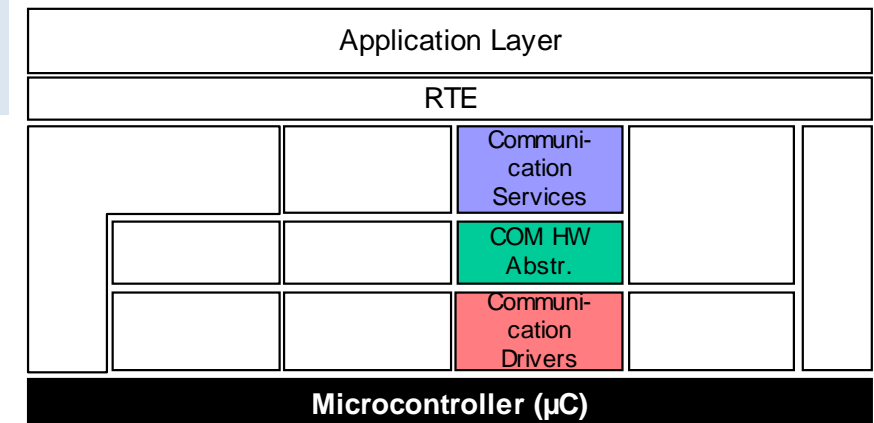 Application Layer
RTE
Communi-
cation
Services
COM HW
Abstr.
Communi-
cation
Drivers
Microcontroller (µC)